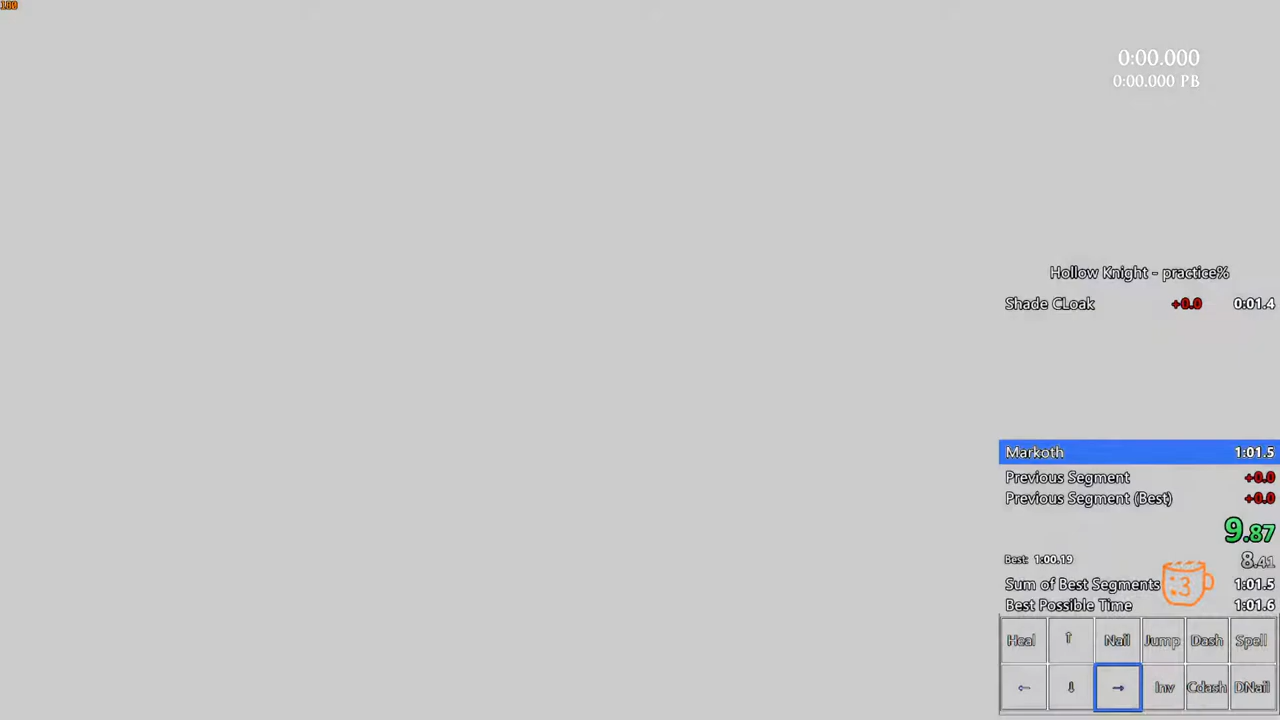 0:00.000
0:00.000 PB
Hollow Knight - practice%
Shade CLoak +0.0 0:01.4
Markoth 1:01.5
Previous Segment +0.0
Previous Segment (Best) +0.0
9.87
Best: 1:00.19 8.41
:3
Sum of Best Segments 1:01.5
Best Possible Time 1:01.6
Heal ↑ Nail Jump Dash Spell
← ↓ → Inv Cdash DNail